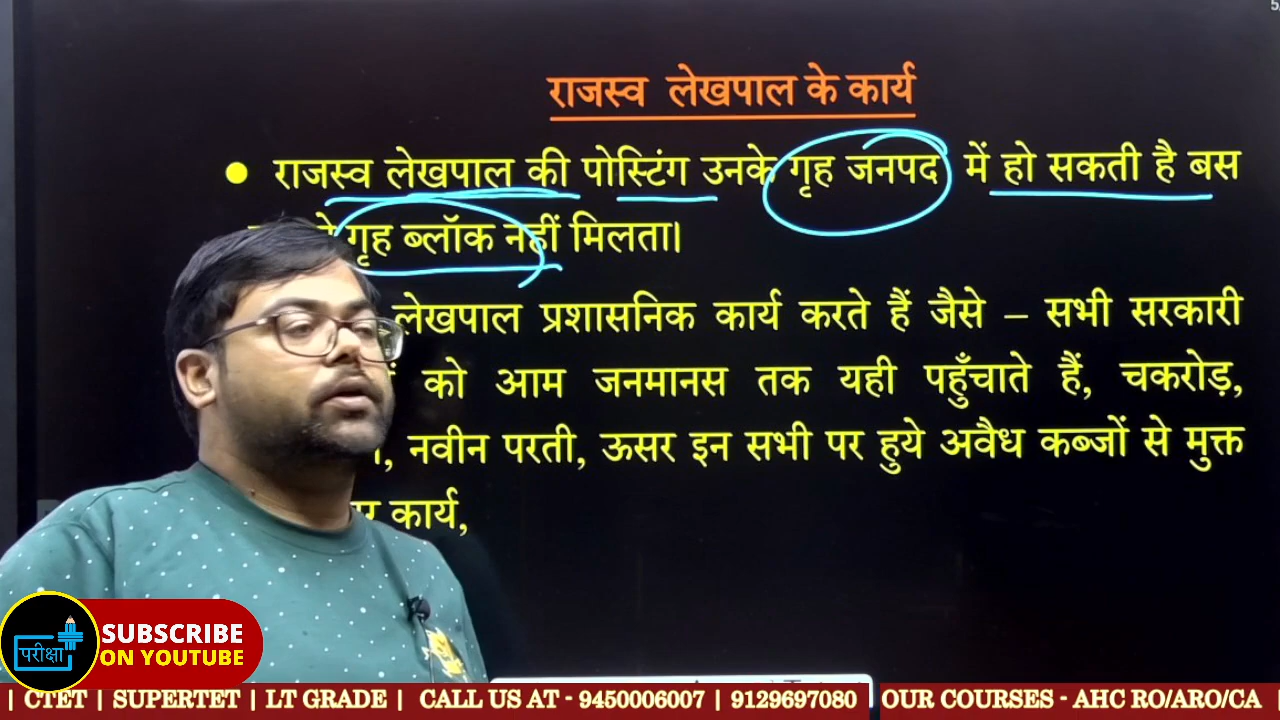 राजस्व लेखपाल के कार्य
राजस्व लेखपाल की पोस्टिंग उनके गृह जनपद में हो सकती है बस
गृह ब्लॉक नहीं मिलता।
लेखपाल प्रशासनिक कार्य करते हैं जैसे – सभी सरकारी
को आम जनमानस तक यही पहुँचाते हैं, चकरोड़,
नवीन परती, ऊसर इन सभी पर हुये अवैध कब्जों से मुक्त
कार्य,
परीक्षा
SUBSCRIBE
ON YOUTUBE
| CTET | SUPERTET | LT GRADE | CALL US AT - 9450006007 | 9129697080 | OUR COURSES - AHC RO/ARO/CA